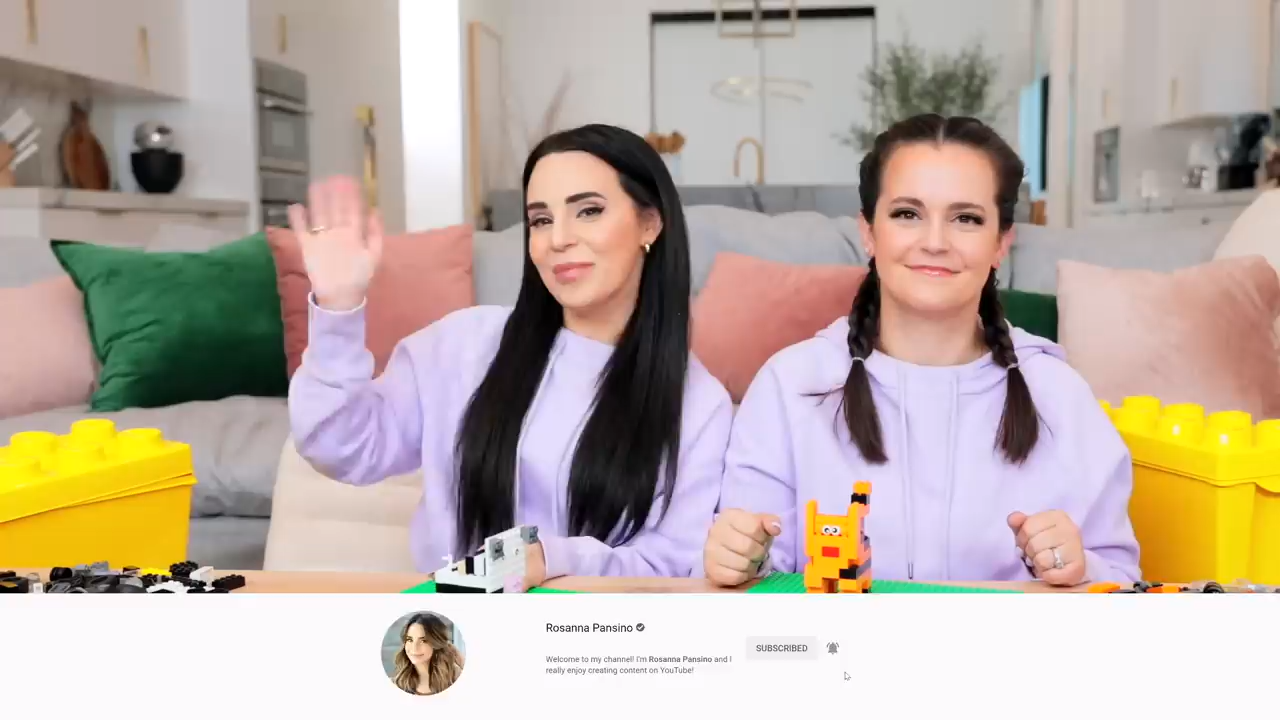 Rosanna Pansino
Welcome to my channel! I'm Rosanna Pansino and I
really enjoy creating content on YouTube!
SUBSCRIBED